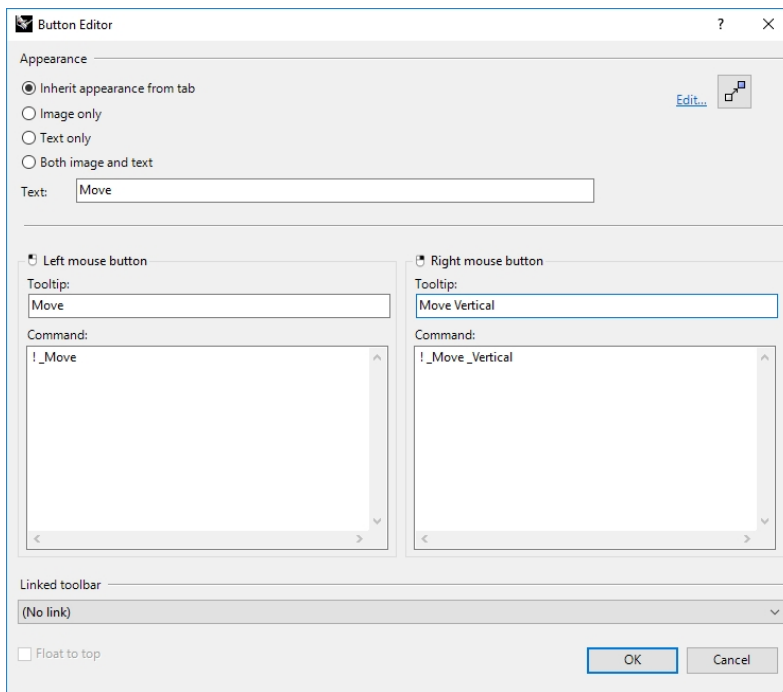 Button Editor
?
Appearance
Inherit appearance from tab
Edit...
Image only
Text only
Both image and text
Text:
Move
Left mouse button
Tooltip:
Move
Command:
! _Move
Right mouse button
Tooltip:
Move Vertical
Command:
! _Move _Vertical
Linked toolbar
(No link)
Float to top
OK
Cancel